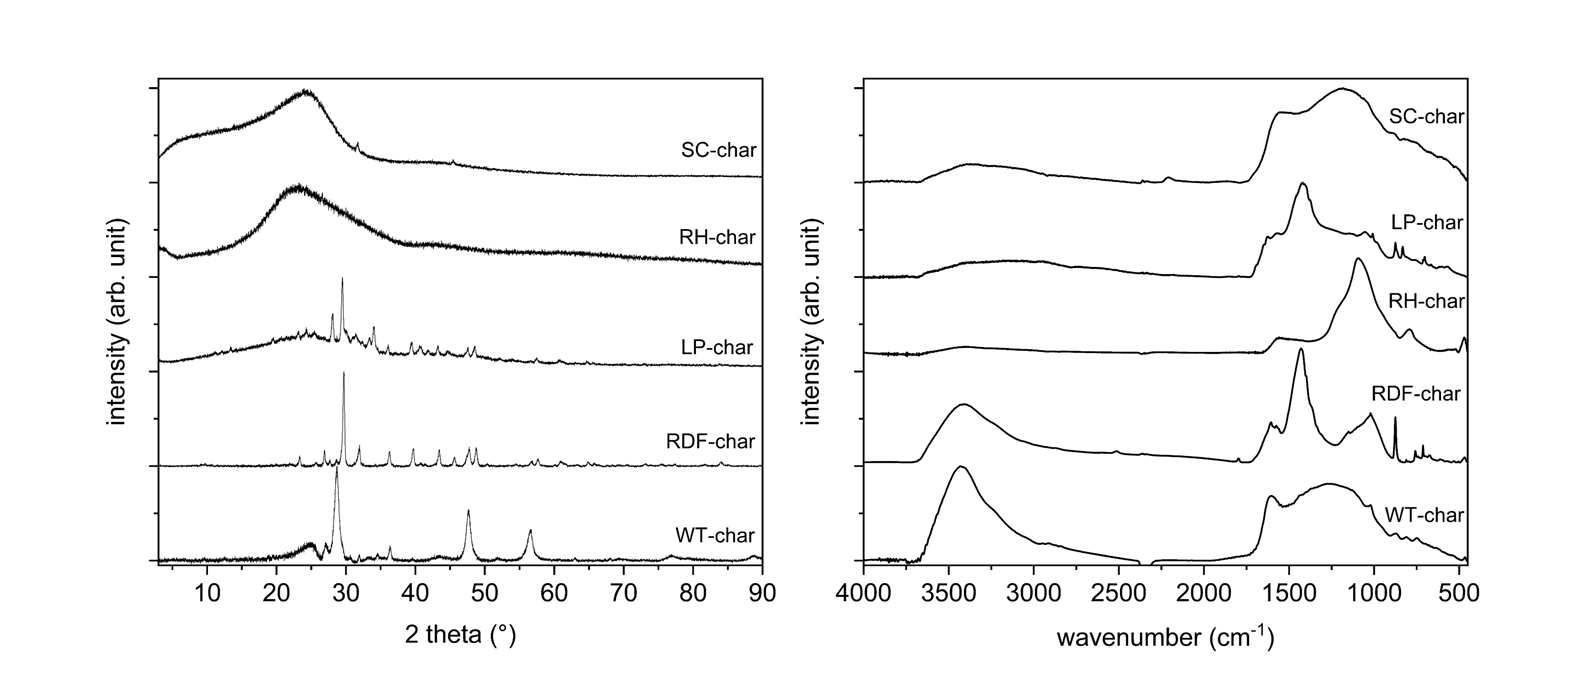 intensity (arb. unit)
SC-char
RH-char
LP-char
RDF-char
WT-char
10 20 30 40 50 60 70 80 90
2 theta (°)
intensity (arb. unit)
SC-char
LP-char
RH-char
RDF-char
WT-char
4000 3500 3000 2500 2000 1500 1000 500
wavenumber (cm⁻¹)